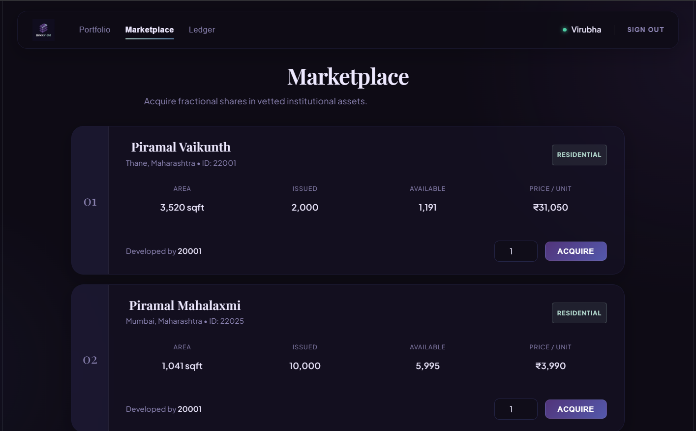 Portfolio Marketplace Ledger Virubha SIGN OUT
Marketplace
Acquire fractional shares in vetted institutional assets.
01
Piramal Vaikunth
Thane, Maharashtra • ID: 22001
RESIDENTIAL
AREA ISSUED AVAILABLE PRICE / UNIT
3,520 sqft 2,000 1,191 ₹31,050
Developed by 20001 1 ACQUIRE
02
Piramal Mahalaxmi
Mumbai, Maharashtra • ID: 22025
RESIDENTIAL
AREA ISSUED AVAILABLE PRICE / UNIT
1,041 sqft 10,000 5,995 ₹3,990
Developed by 20001 1 ACQUIRE